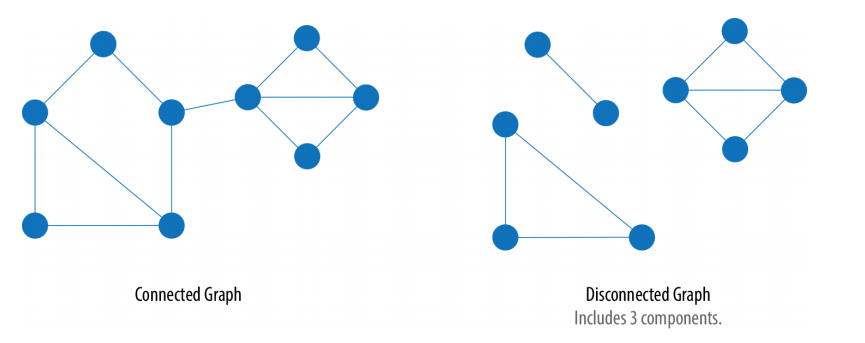 Connected Graph
Disconnected Graph
Includes 3 components.